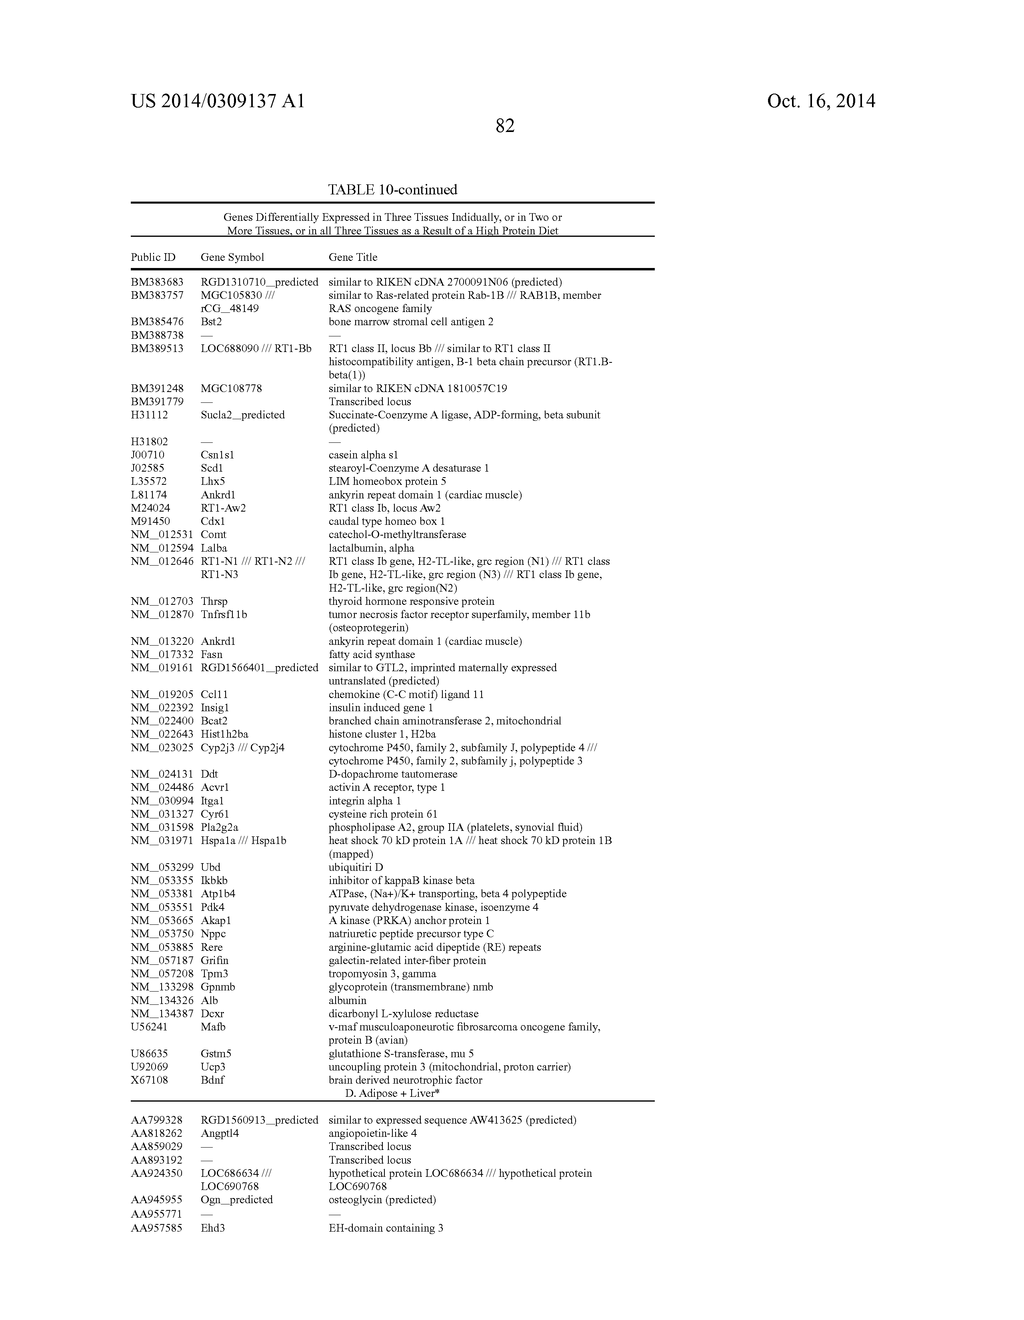 US 2014/0309137 A1 Oct. 16, 2014
82
TABLE 10-continued
Genes Differentially Expressed in Three Tissues Indidually, or in Two or
More Tissues, or in all Three Tissues as a Result of a High Protein Diet
Public ID Gene Symbol Gene Title
BM383683 RGD1310710_predicted similar to RIKEN cDNA 2700091N06 (predicted)
BM383757 MGC105830 /// similar to Ras-related protein Rab-1B /// RAB1B, member
rCG_48149 RAS oncogene family
BM385476 Bst2 bone marrow stromal cell antigen 2
BM388738 — —
BM389513 LOC688090 /// RT1-Bb RT1 class II, locus Bb /// similar to RT1 class II
histocompatibility antigen, B-1 beta chain precursor (RT1.B-
beta(1))
BM391248 MGC108778 similar to RIKEN cDNA 1810057C19
BM391779 — Transcribed locus
H31112 Sucla2_predicted Succinate-Coenzyme A ligase, ADP-forming, beta subunit
(predicted)
H31802 — —
J00710 Csn1s1 casein alpha s1
J02585 Scd1 stearoyl-Coenzyme A desaturase 1
L35572 Lhx5 LIM homeobox protein 5
L81174 Ankrd1 ankyrin repeat domain 1 (cardiac muscle)
M24024 RT1-Aw2 RT1 class Ib, locus Aw2
M91450 Cdx1 caudal type homeo box 1
NM_012531 Comt catechol-O-methyltransferase
NM_012594 Lalba lactalbumin, alpha
NM_012646 RT1-N1 /// RT1-N2 /// RT1 class Ib gene, H2-TL-like, grc region (N1) /// RT1 class
RT1-N3 Ib gene, H2-TL-like, grc region (N3) /// RT1 class Ib gene,
H2-TL-like, grc region(N2)
NM_012703 Thrsp thyroid hormone responsive protein
NM_012870 Tnfrsf11b tumor necrosis factor receptor superfamily, member 11b
(osteoprotegerin)
NM_013220 Ankrd1 ankyrin repeat domain 1 (cardiac muscle)
NM_017332 Fasn fatty acid synthase
NM_019161 RGD1566401_predicted similar to GTL2, imprinted maternally expressed
untranslated (predicted)
NM_019205 Ccl11 chemokine (C-C motif) ligand 11
NM_022392 Insig1 insulin induced gene 1
NM_022400 Bcat2 branched chain aminotransferase 2, mitochondrial
NM_022643 Hist1h2ba histone cluster 1, H2ba
NM_023025 Cyp2j3 /// Cyp2j4 cytochrome P450, family 2, subfamily J, polypeptide 4 ///
cytochrome P450, family 2, subfamily j, polypeptide 3
NM_024131 Ddt D-dopachrome tautomerase
NM_024486 Acvr1 activin A receptor, type 1
NM_030994 Itga1 integrin alpha 1
NM_031327 Cyr61 cysteine rich protein 61
NM_031598 Pla2g2a phospholipase A2, group IIA (platelets, synovial fluid)
NM_031971 Hspa1a /// Hspa1b heat shock 70 kD protein 1A /// heat shock 70 kD protein 1B
(mapped)
NM_053299 Ubd ubiquitiri D
NM_053355 Ikbkb inhibitor of kappaB kinase beta
NM_053381 Atp1b4 ATPase, (Na+)/K+ transporting, beta 4 polypeptide
NM_053551 Pdk4 pyruvate dehydrogenase kinase, isoenzyme 4
NM_053665 Akap1 A kinase (PRKA) anchor protein 1
NM_053750 Nppc natriuretic peptide precursor type C
NM_053885 Rere arginine-glutamic acid dipeptide (RE) repeats
NM_057187 Grifin galectin-related inter-fiber protein
NM_057208 Tpm3 tropomyosin 3, gamma
NM_133298 Gpnmb glycoprotein (transmembrane) nmb
NM_134326 Alb albumin
NM_134387 Dcxr dicarbonyl L-xylulose reductase
U56241 Mafb v-maf musculoaponeurotic fibrosarcoma oncogene family,
protein B (avian)
U86635 Gstm5 glutathione S-transferase, mu 5
U92069 Ucp3 uncoupling protein 3 (mitochondrial, proton carrier)
X67108 Bdnf brain derived neurotrophic factor
D. Adipose + Liver*
AA799328 RGD1560913_predicted similar to expressed sequence AW413625 (predicted)
AA818262 Angptl4 angiopoietin-like 4
AA859029 — Transcribed locus
AA893192 — Transcribed locus
AA924350 LOC686634 /// hypothetical protein LOC686634 /// hypothetical protein
LOC690768 LOC690768
AA945955 Ogn_predicted osteoglycin (predicted)
AA955771 — —
AA957585 Ehd3 EH-domain containing 3